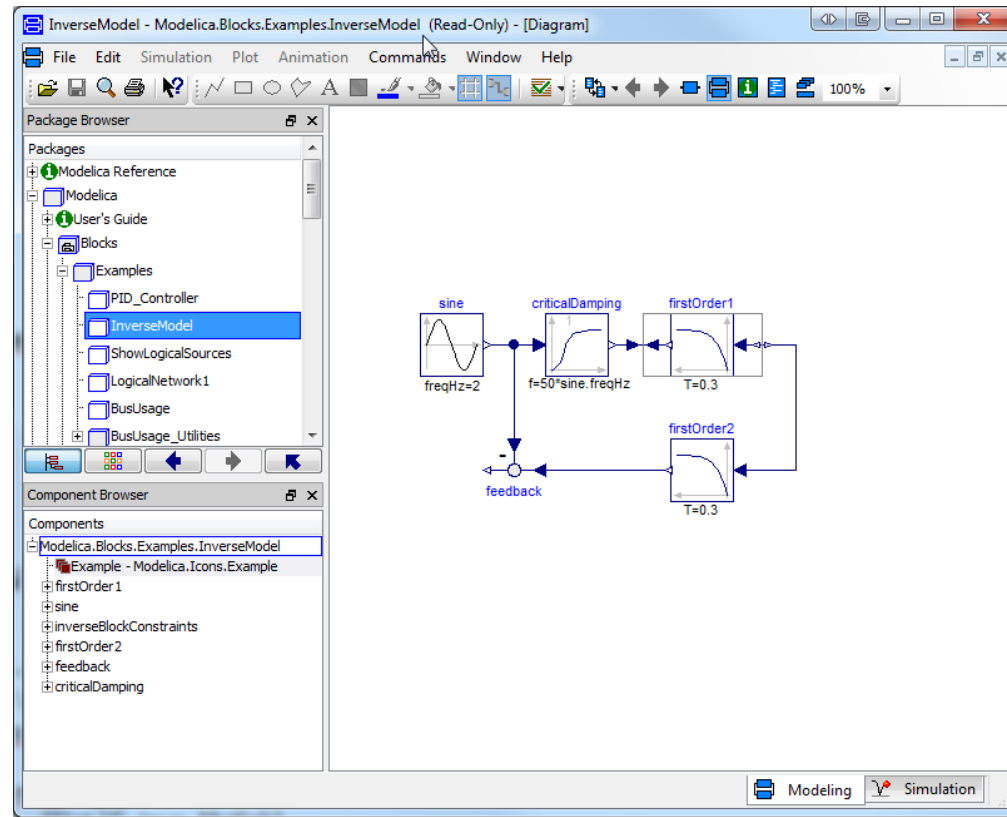 InverseModel - Modelica.Blocks.Examples.InverseModel (Read-Only) - [Diagram]
File Edit Simulation Plot Animation Commands Window Help
100%
Package Browser
Packages
Modelica Reference
Modelica
User's Guide
Blocks
Examples
PID_Controller
InverseModel
ShowLogicalSources
LogicalNetwork1
BusUsage
BusUsage_Utilities
Component Browser
Components
Modelica.Blocks.Examples.InverseModel
Example - Modelica.Icons.Example
firstOrder1
sine
inverseBlockConstraints
firstOrder2
feedback
criticalDamping
sine
criticalDamping
firstOrder1
1
freqHz=2
f=50*sine.freqHz
T=0.3
firstOrder2
-
feedback
T=0.3
Modeling
Simulation